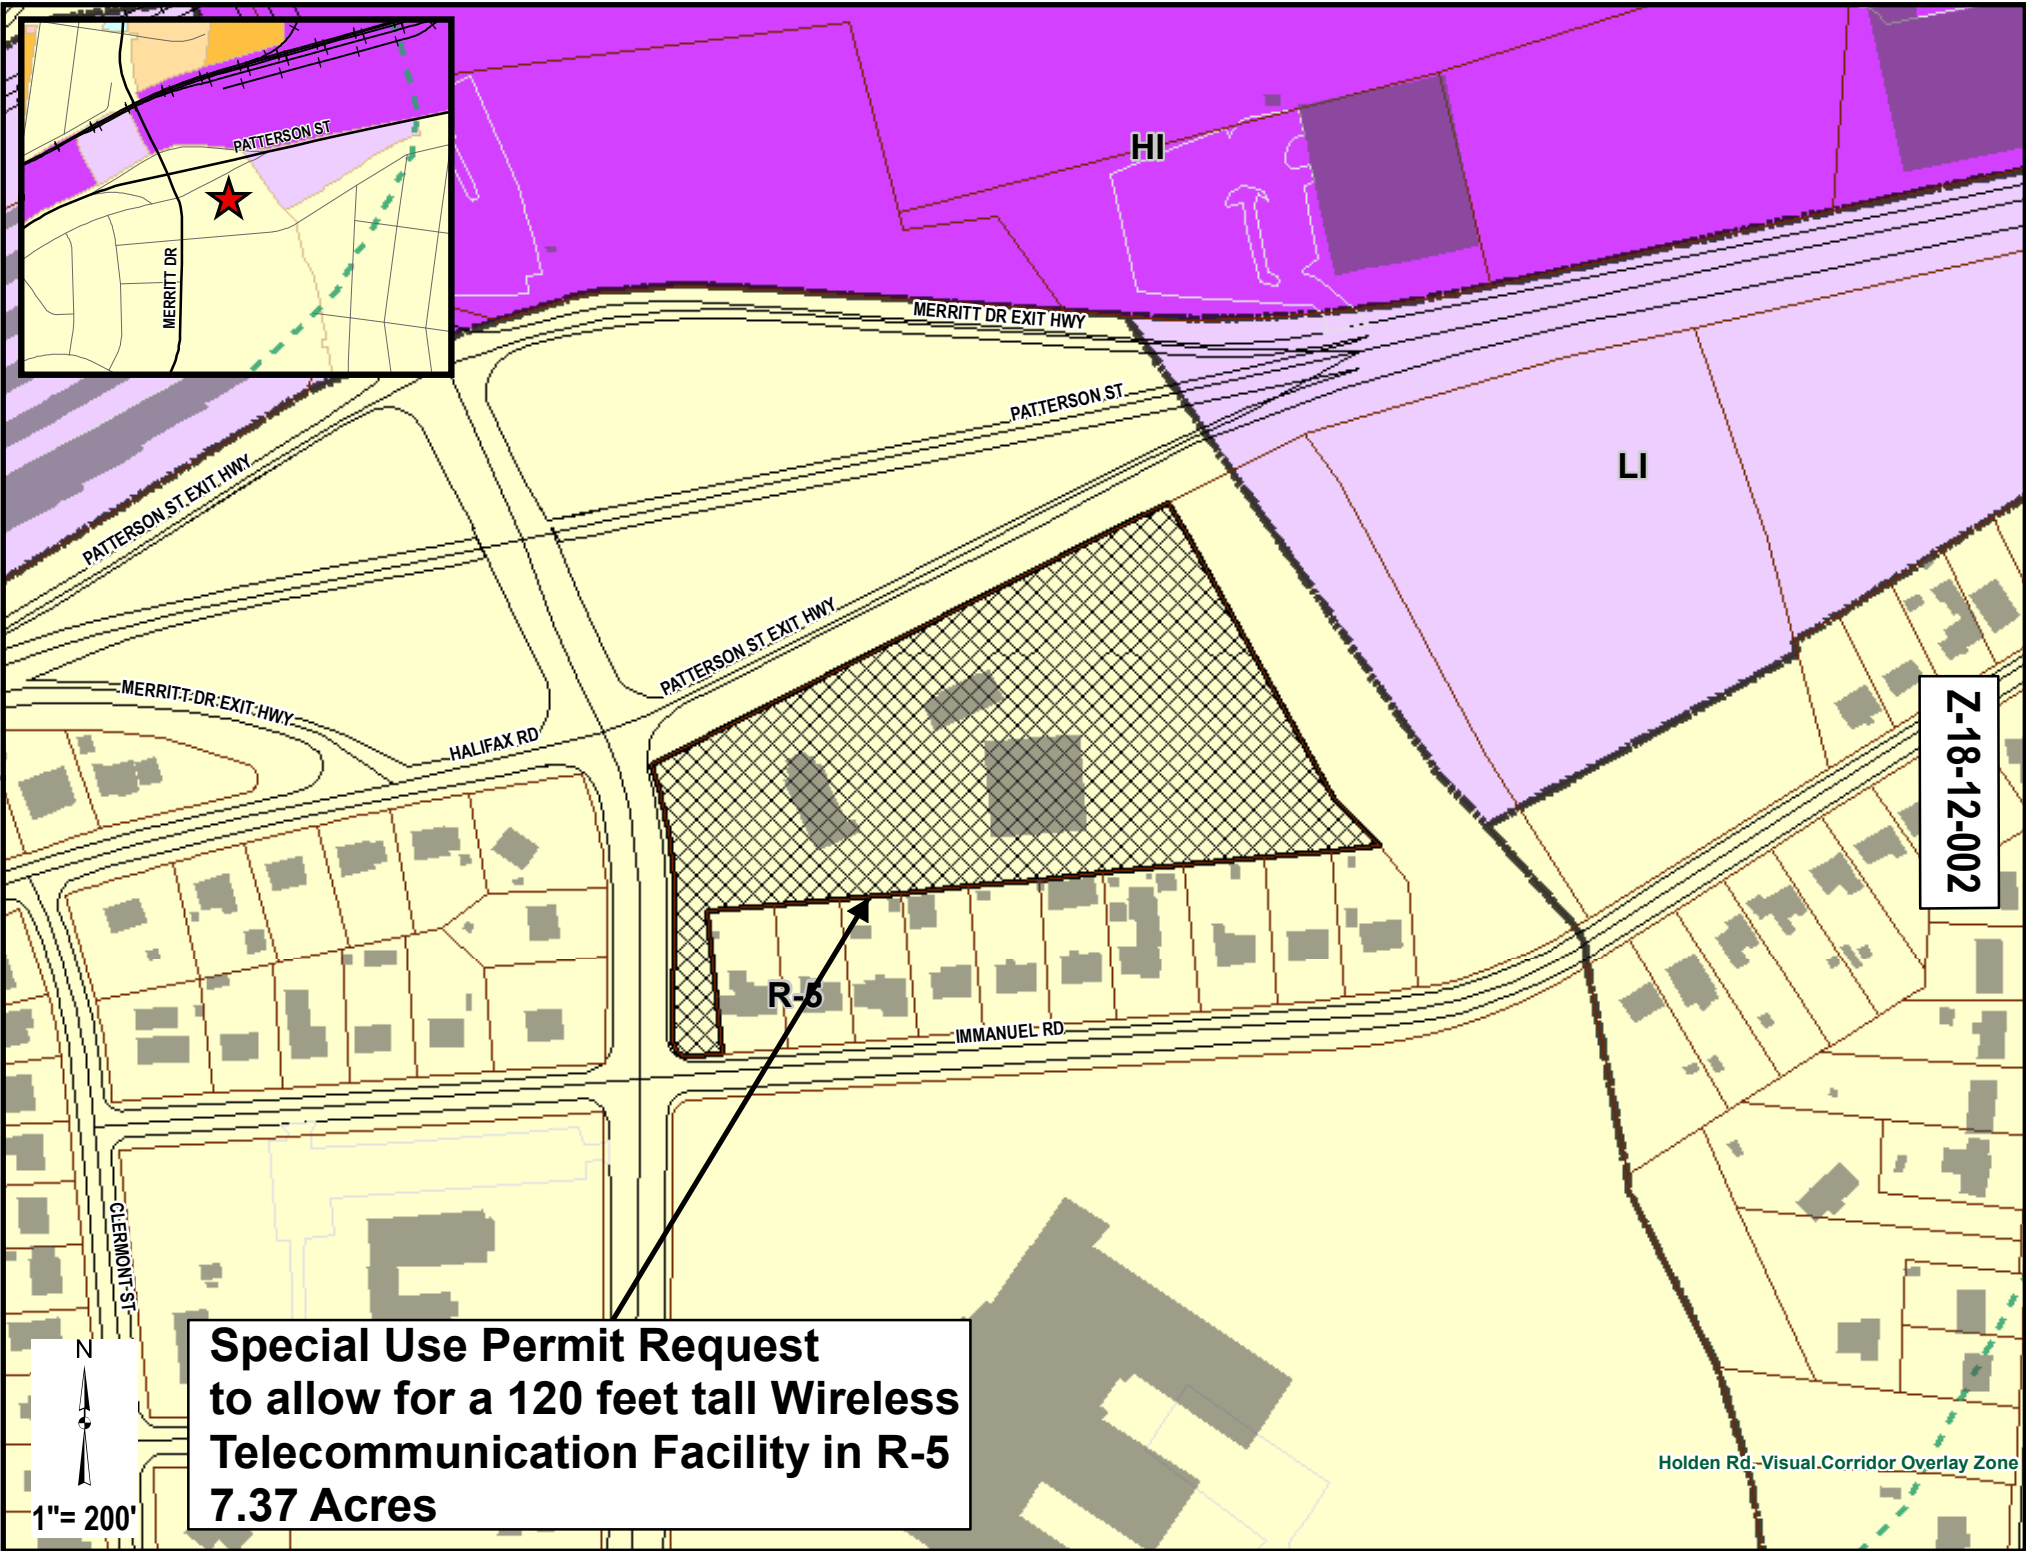 PATTERSON ST
MERRITT DR
HI
MERRITT DR EXIT HWY
PATTERSON ST
LI
PATTERSON ST EXIT HWY
PATTERSON ST EXIT HWY
MERRITT DR EXIT HWY
HALIFAX RD
Z-18-12-002
R-5
IMMANUEL RD
CLERMONT ST
N
1"= 200'
Special Use Permit Request
to allow for a 120 feet tall Wireless
Telecommunication Facility in R-5
7.37 Acres
Holden Rd. Visual Corridor Overlay Zone